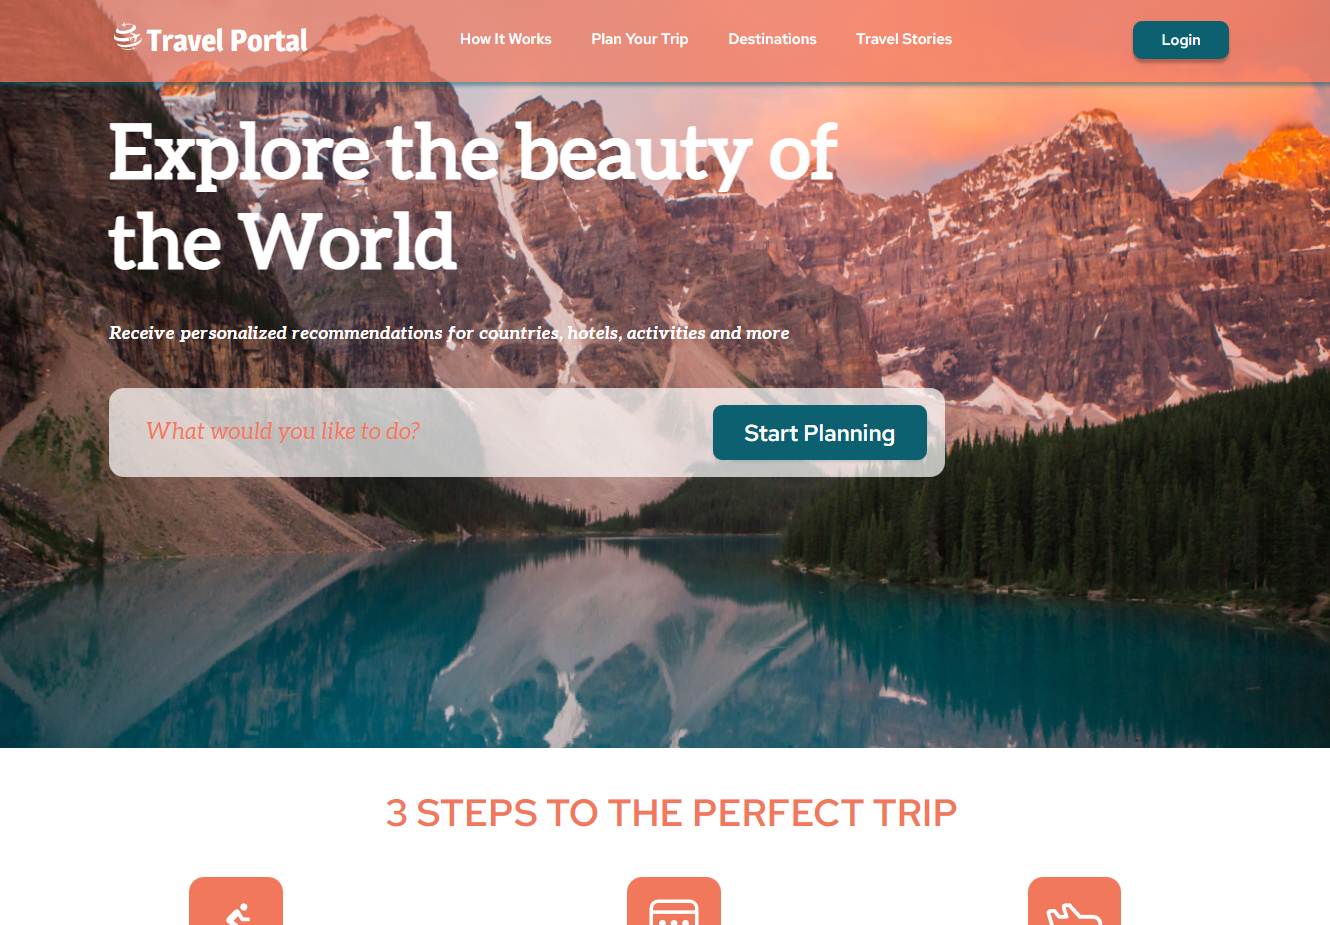 Travel Portal
How It Works
Plan Your Trip
Destinations
Travel Stories
Login
Explore the beauty of
the World
Receive personalized recommendations for countries, hotels, activities and more
What would you like to do?
Start Planning
3 STEPS TO THE PERFECT TRIP